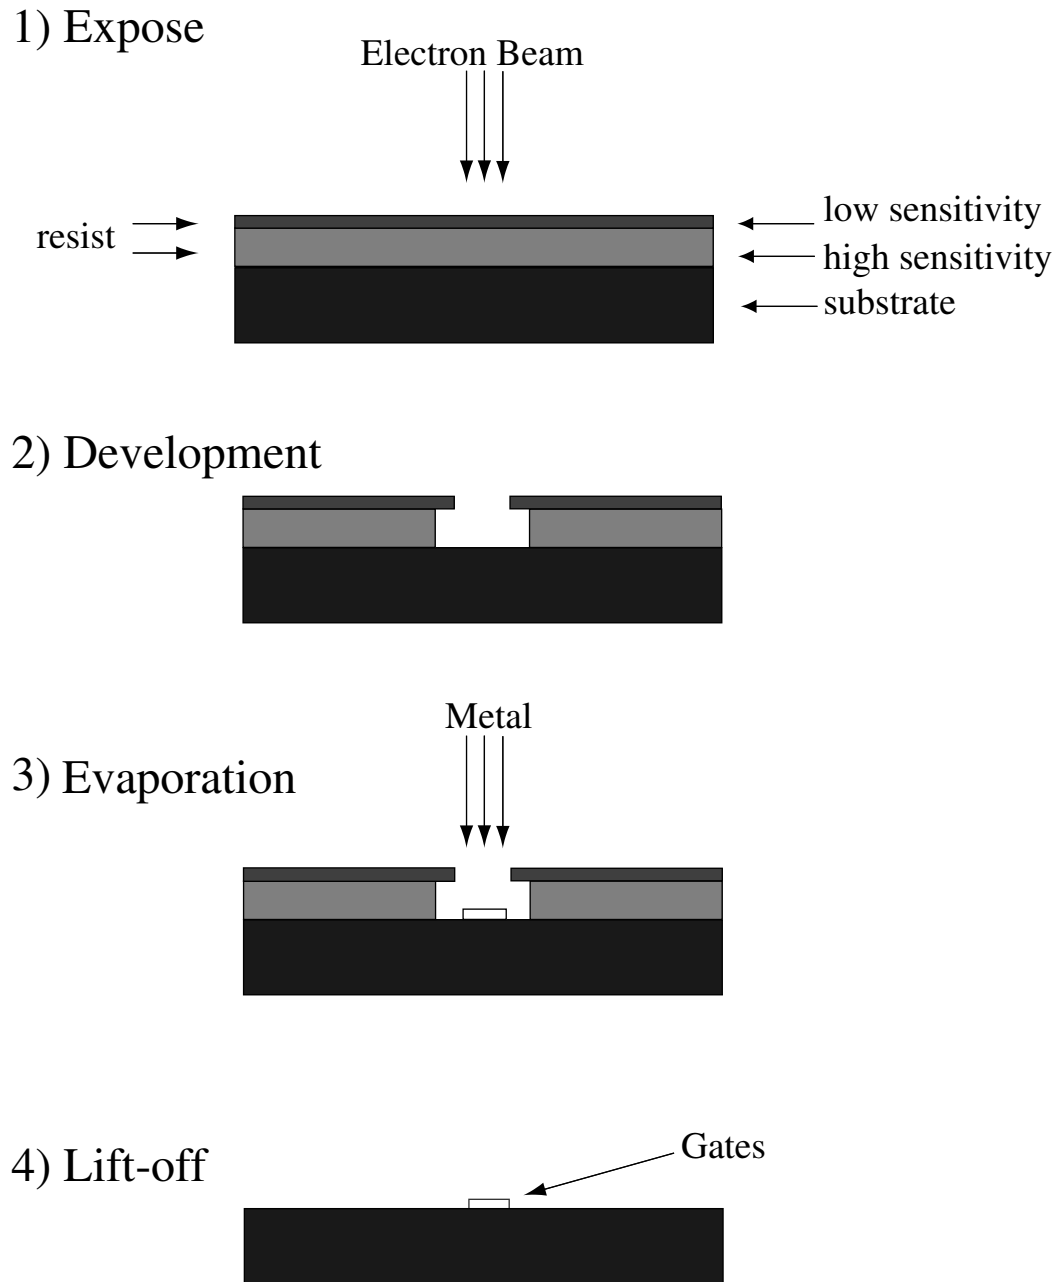 1) Expose
Electron Beam
resist
low sensitivity
high sensitivity
substrate
2) Development
Metal
3) Evaporation
4) Lift-off
Gates